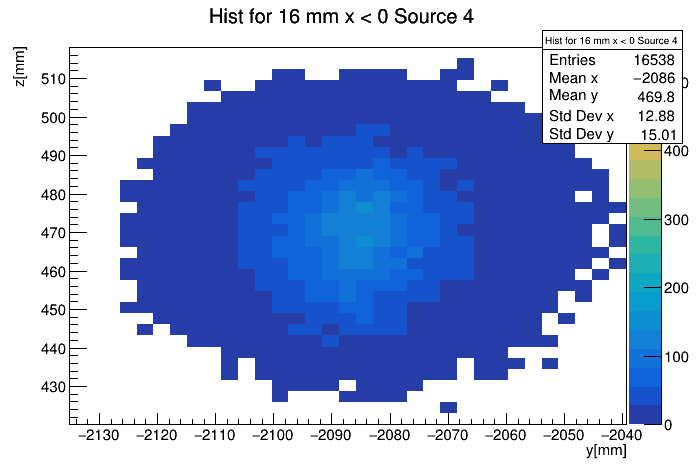 Hist for 16 mm x < 0 Source 4
Hist for 16 mm x < 0 Source 4
Entries 16538
Mean x −2086
Mean y 469.8
Std Dev x 12.88
Std Dev y 15.01
z[mm]
510
500
490
480
470
460
450
440
430
−2130 −2120 −2110 −2100 −2090 −2080 −2070 −2060 −2050 −2040
y[mm]
0
400
300
200
100
0